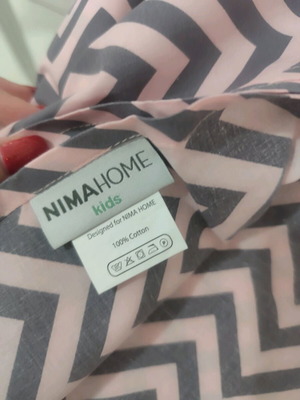 NIMAHOME
kids
Designed for NIMA HOME
100% Cotton